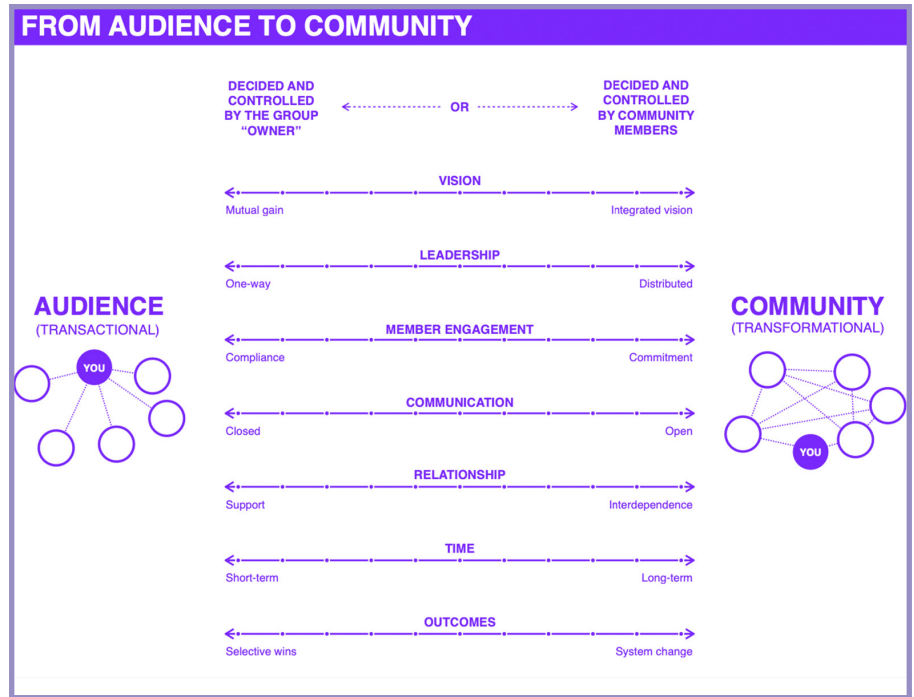 FROM AUDIENCE TO COMMUNITY
DECIDED AND
CONTROLLED
BY THE GROUP
“OWNER”
OR
DECIDED AND
CONTROLLED
BY COMMUNITY
MEMBERS
VISION
Mutual gain
Integrated vision
LEADERSHIP
One-way
Distributed
AUDIENCE
(TRANSACTIONAL)
YOU
COMMUNITY
(TRANSFORMATIONAL)
YOU
MEMBER ENGAGEMENT
Compliance
Commitment
COMMUNICATION
Closed
Open
RELATIONSHIP
Support
Interdependence
TIME
Short-term
Long-term
OUTCOMES
Selective wins
System change